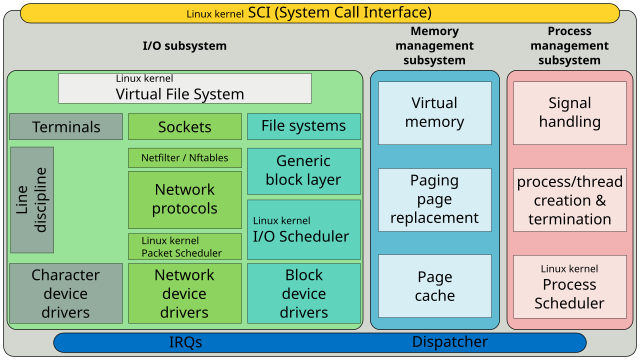 Linux kernel SCI (System Call Interface)
I/O subsystem
Memory
management
subsystem
Process
management
subsystem
Linux kernel
Virtual File System
Terminals
Sockets
File systems
Netfilter / Nftables
Line
discipline
Network
protocols
Generic
block layer
Linux kernel
I/O Scheduler
Linux kernel
Packet Scheduler
Character
device
drivers
Network
device
drivers
Block
device
drivers
Virtual
memory
Paging
page
replacement
Page
cache
Signal
handling
process/thread
creation &
termination
Linux kernel
Process
Scheduler
IRQs
Dispatcher